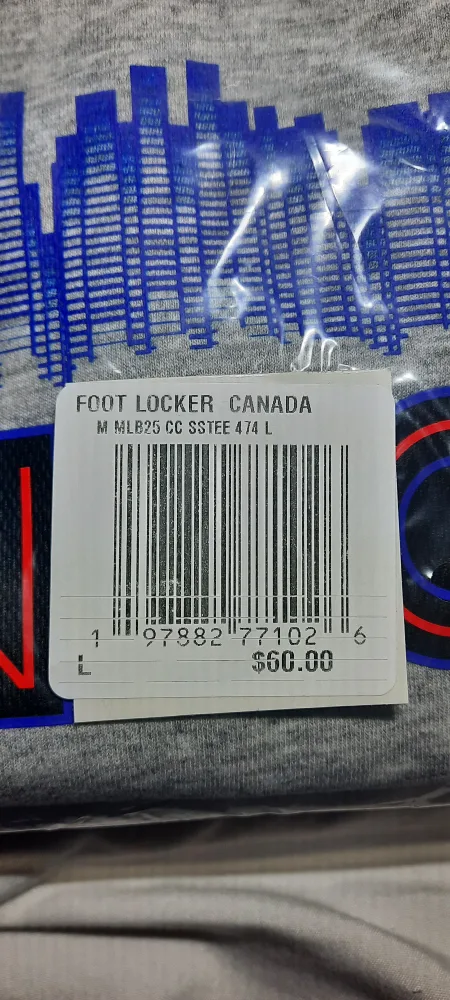 FOOT LOCKER CANADA
M MLB25 CC SSTEE 474 L
1 97882 77102 6
L $60.00